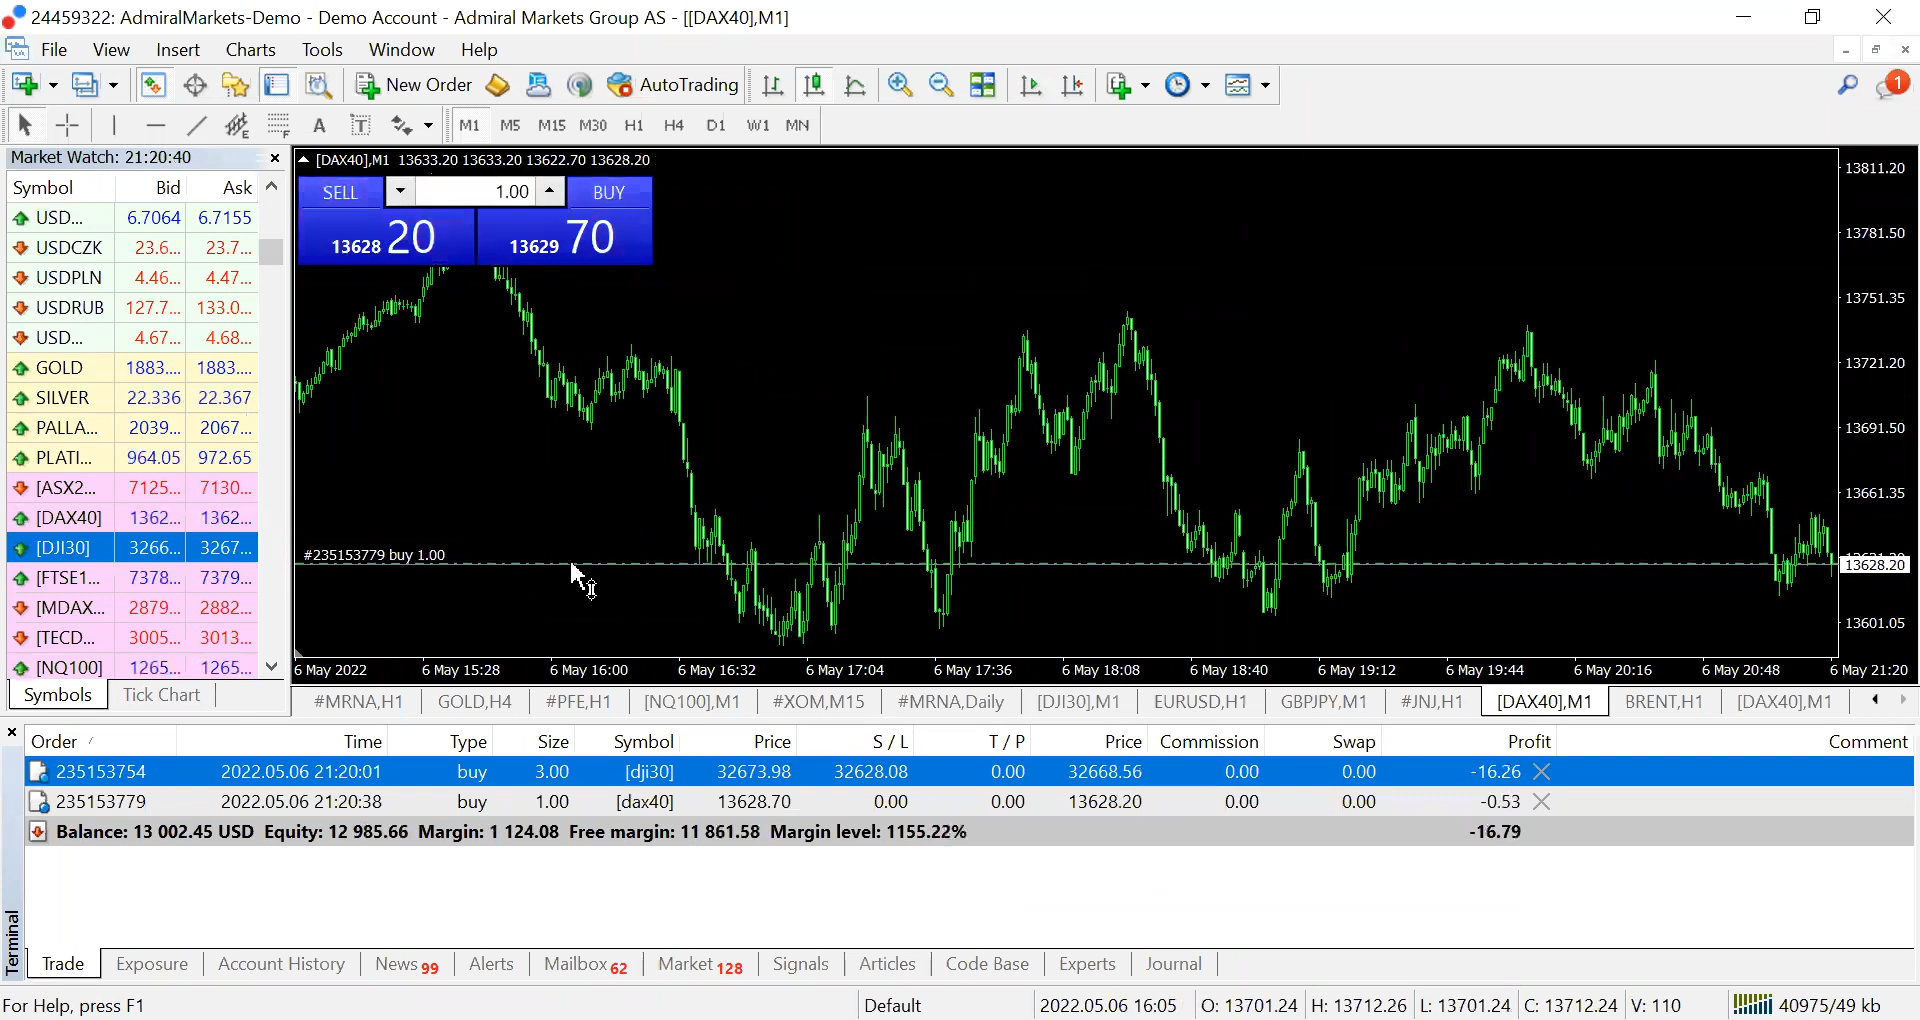 24459322: AdmiralMarkets-Demo - Demo Account - Admiral Markets Group AS - [[DAX40],M1]
File View Insert Charts Tools Window Help
New Order AutoTrading 1
A T M1 M5 M15 M30 H1 H4 D1 W1 MN
Market Watch: 21:20:40
Symbol Bid Ask
USD... 6.7064 6.7155
USDCZK 23.6... 23.7...
USDPLN 4.46... 4.47...
USDRUB 127.7... 133.0...
USD... 4.67... 4.68...
GOLD 1883.... 1883....
SILVER 22.336 22.367
PALLA... 2039... 2067...
PLATI... 964.05 972.65
[ASX2... 7125... 7130...
[DAX40] 1362... 1362...
[DJI30] 3266... 3267...
[FTSE1... 7378... 7379...
[MDAX... 2879... 2882...
[TECD... 3005... 3013...
[NQ100] 1265... 1265...
Symbols Tick Chart
[DAX40],M1 13633.20 13633.20 13622.70 13628.20
SELL 1.00 BUY
13628 20 13629 70
#235153779 buy 1.00
13811.20
13781.50
13751.35
13721.20
13691.50
13661.35
13628.20
13601.05
6 May 2022 6 May 15:28 6 May 16:00 6 May 16:32 6 May 17:04 6 May 17:36 6 May 18:08 6 May 18:40 6 May 19:12 6 May 19:44 6 May 20:16 6 May 20:48 6 May 21:20
#MRNA,H1 GOLD,H4 #PFE,H1 [NQ100],M1 #XOM,M15 #MRNA,Daily [DJI30],M1 EURUSD,H1 GBPJPY,M1 #JNJ,H1 [DAX40],M1 BRENT,H1 [DAX40],M1
Order / Time Type Size Symbol Price S / L T / P Price Commission Swap Profit Comment
235153754 2022.05.06 21:20:01 buy 3.00 [dji30] 32673.98 32628.08 0.00 32668.56 0.00 0.00 -16.26
235153779 2022.05.06 21:20:38 buy 1.00 [dax40] 13628.70 0.00 0.00 13628.20 0.00 0.00 -0.53
Balance: 13 002.45 USD Equity: 12 985.66 Margin: 1 124.08 Free margin: 11 861.58 Margin level: 1155.22% -16.79
Terminal
Trade Exposure Account History News 99 Alerts Mailbox 62 Market 128 Signals Articles Code Base Experts Journal
For Help, press F1 Default 2022.05.06 16:05 O: 13701.24 H: 13712.26 L: 13701.24 C: 13712.24 V: 110 40975/49 kb